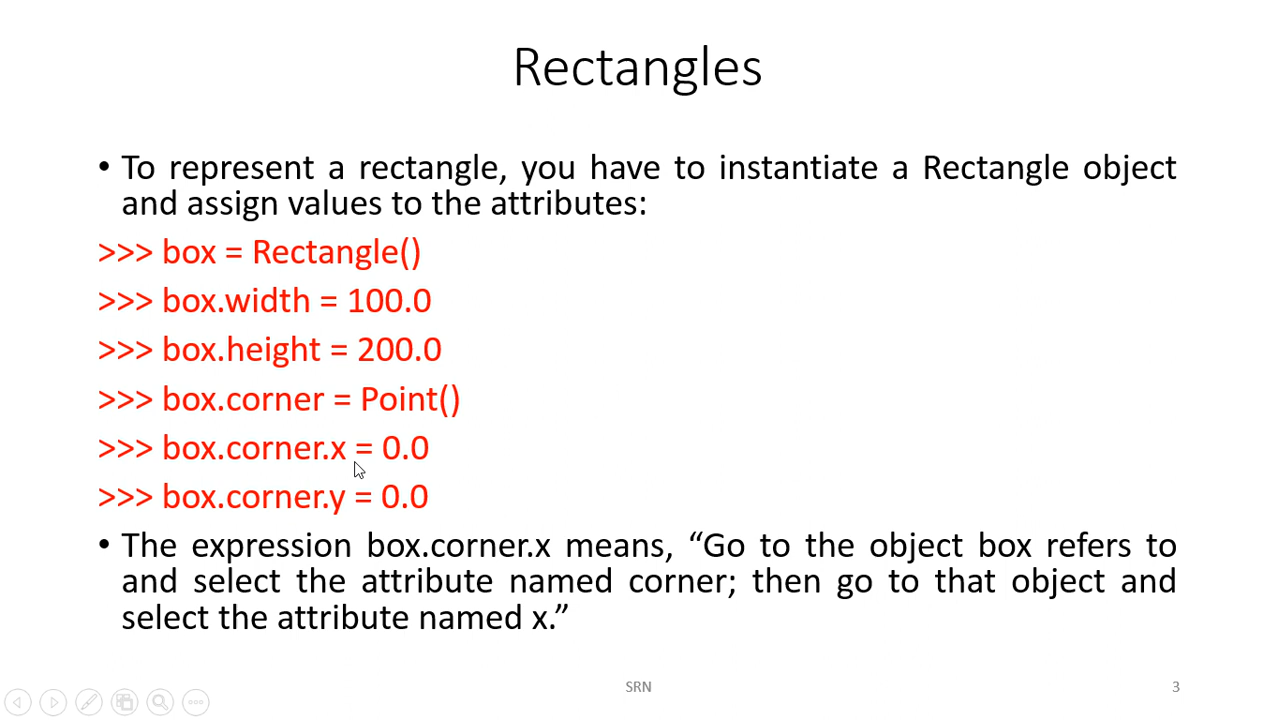 Rectangles
• To represent a rectangle, you have to instantiate a Rectangle object
and assign values to the attributes:
>>> box = Rectangle()
>>> box.width = 100.0
>>> box.height = 200.0
>>> box.corner = Point()
>>> box.corner.x = 0.0
>>> box.corner.y = 0.0
• The expression box.corner.x means, “Go to the object box refers to
and select the attribute named corner; then go to that object and
select the attribute named x.”
SRN
3